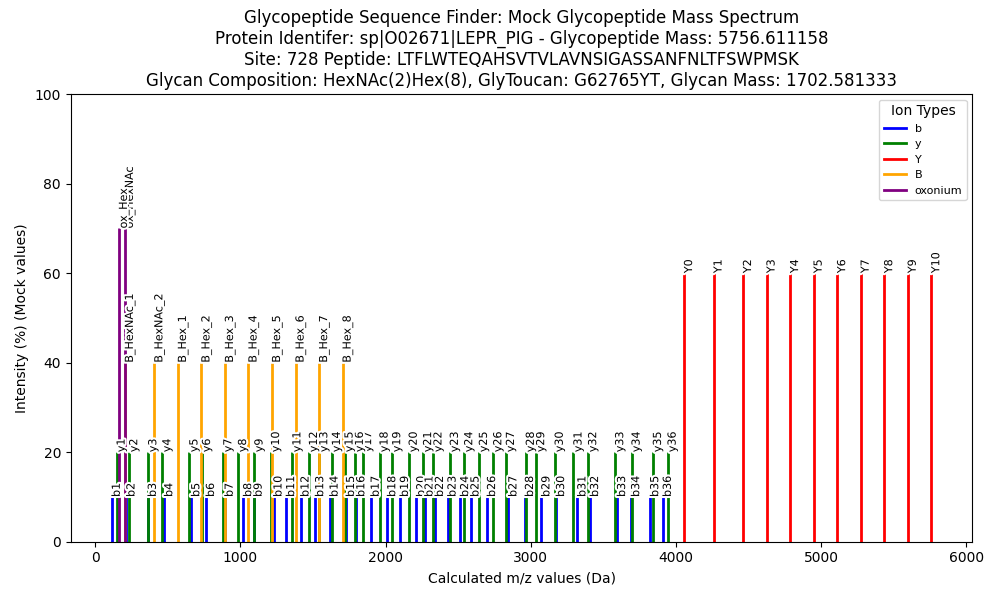 Glycopeptide Sequence Finder: Mock Glycopeptide Mass Spectrum
Protein Identifer: sp|O02671|LEPR_PIG - Glycopeptide Mass: 5756.611158
Site: 728 Peptide: LTFLWTEQAHSVTVLAVNSIGASSANFNLTFSWPMSK
Glycan Composition: HexNAc(2)Hex(8), GlyToucan: G62765YT, Glycan Mass: 1702.581333
Intensity (%) (Mock values)
100
80
60
40
20
0
Ion Types
b
y
Y
B
oxonium
ox_Hex
ox_HexNAc
Y0 Y1 Y2 Y3 Y4 Y5 Y6 Y7 Y8 Y9 Y10
B_HexNAc_1 B_HexNAc_2 B_Hex_1 B_Hex_2 B_Hex_3 B_Hex_4 B_Hex_5 B_Hex_6 B_Hex_7 B_Hex_8
y1 y2 y3 y4 y5 y6 y7 y8 y9 y10 y11 y12 y13 y14 y15 y16 y17 y18 y19 y20 y21 y22 y23 y24 y25 y26 y27 y28 y29 y30 y31 y32 y33 y34 y35 y36
b1 b2 b3 b4 b5 b6 b7 b8 b9 b10 b11 b12 b13 b14 b15 b16 b17 b18 b19 b20 b21 b22 b23 b24 b25 b26 b27 b28 b29 b30 b31 b32 b33 b34 b35 b36
0 1000 2000 3000 4000 5000 6000
Calculated m/z values (Da)